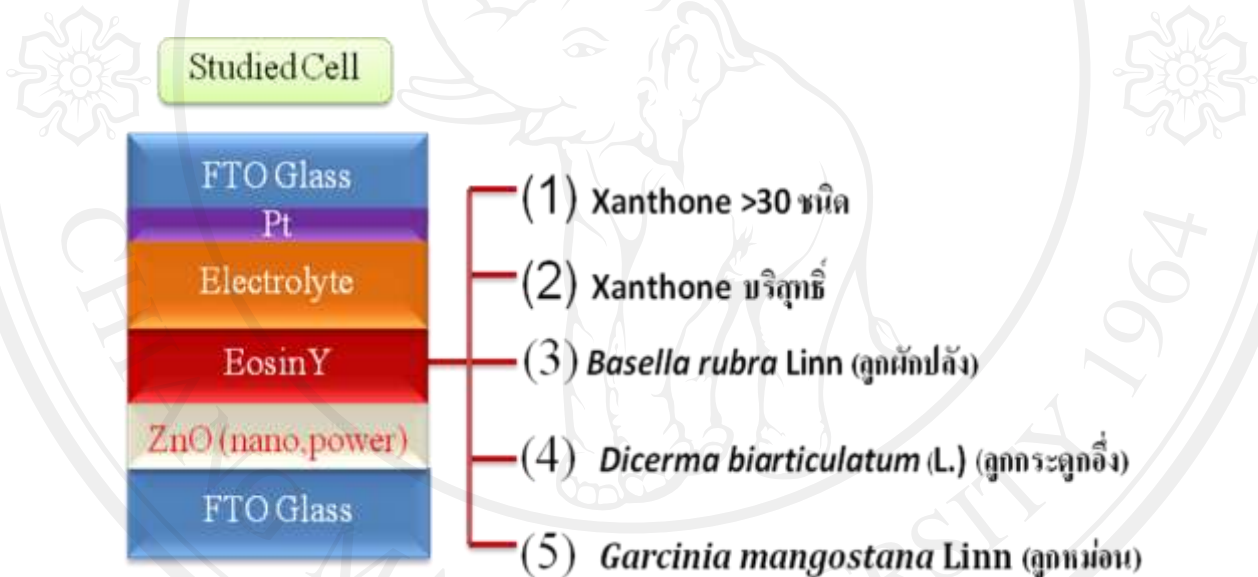 Studied Cell
FTO Glass
Pt
Electrolyte
EosinY
ZnO (nano,power)
FTO Glass
(1) Xanthone >30 ชนิด
(2) Xanthone บริสุทธิ์
(3) Basella rubra Linn (ลูกผักปลัง)
(4) Dicerma biarticulatum (L.) (ลูกกระดูกอึ่ง)
(5) Garcinia mangostana Linn (ลูกหม่อน)
1964